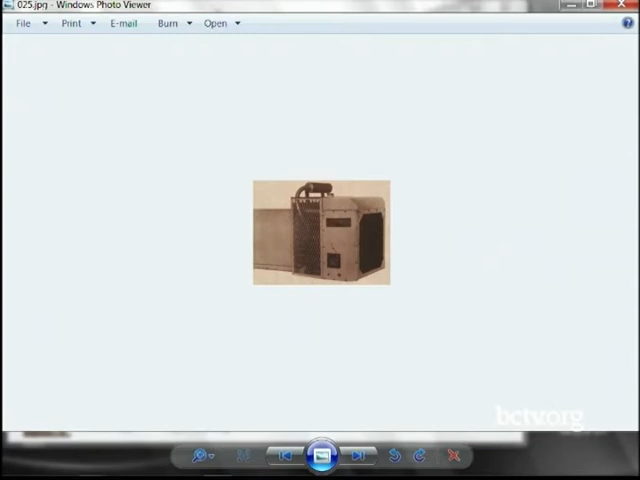 025.jpg - Windows Photo Viewer
File Print E-mail Burn Open
bctv.org